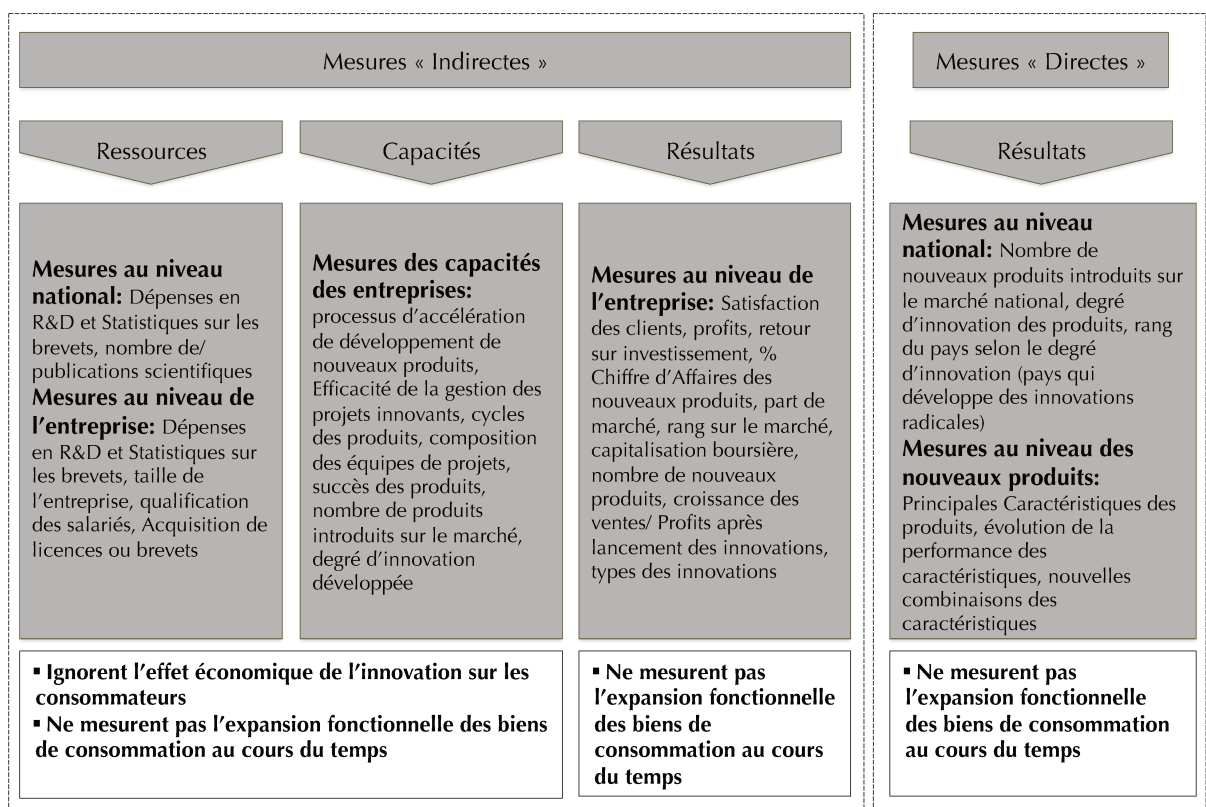 Mesures « Indirectes »
Mesures « Directes »
Ressources
Capacités
Résultats
Résultats
Mesures au niveau
national: Dépenses en
R&D et Statistiques sur les
brevets, nombre de/
publications scientifiques
Mesures au niveau de
l’entreprise: Dépenses
en R&D et Statistiques sur
les brevets, taille de
l’entreprise, qualification
des salariés, Acquisition de
licences ou brevets
Mesures des capacités
des entreprises:
processus d’accélération
de développement de
nouveaux produits,
Efficacité de la gestion des
projets innovants, cycles
des produits, composition
des équipes de projets,
succès des produits,
nombre de produits
introduits sur le marché,
degré d’innovation
développée
Mesures au niveau de
l’entreprise: Satisfaction
des clients, profits, retour
sur investissement, %
Chiffre d’Affaires des
nouveaux produits, part de
marché, rang sur le marché,
capitalisation boursière,
nombre de nouveaux
produits, croissance des
ventes/ Profits après
lancement des innovations,
types des innovations
Mesures au niveau
national: Nombre de
nouveaux produits introduits sur
le marché national, degré
d’innovation des produits, rang
du pays selon le degré
d’innovation (pays qui
développe des innovations
radicales)
Mesures au niveau des
nouveaux produits:
Principales Caractéristiques des
produits, évolution de la
performance des
caractéristiques, nouvelles
combinaisons des
caractéristiques
▪ Ignorent l’effet économique de l’innovation sur les
consommateurs
▪ Ne mesurent pas l’expansion fonctionnelle des biens
de consommation au cours du temps
▪ Ne mesurent pas
l’expansion fonctionnelle
des biens de
consommation au cours
du temps
▪ Ne mesurent pas
l’expansion fonctionnelle
des biens de consommation
au cours du temps